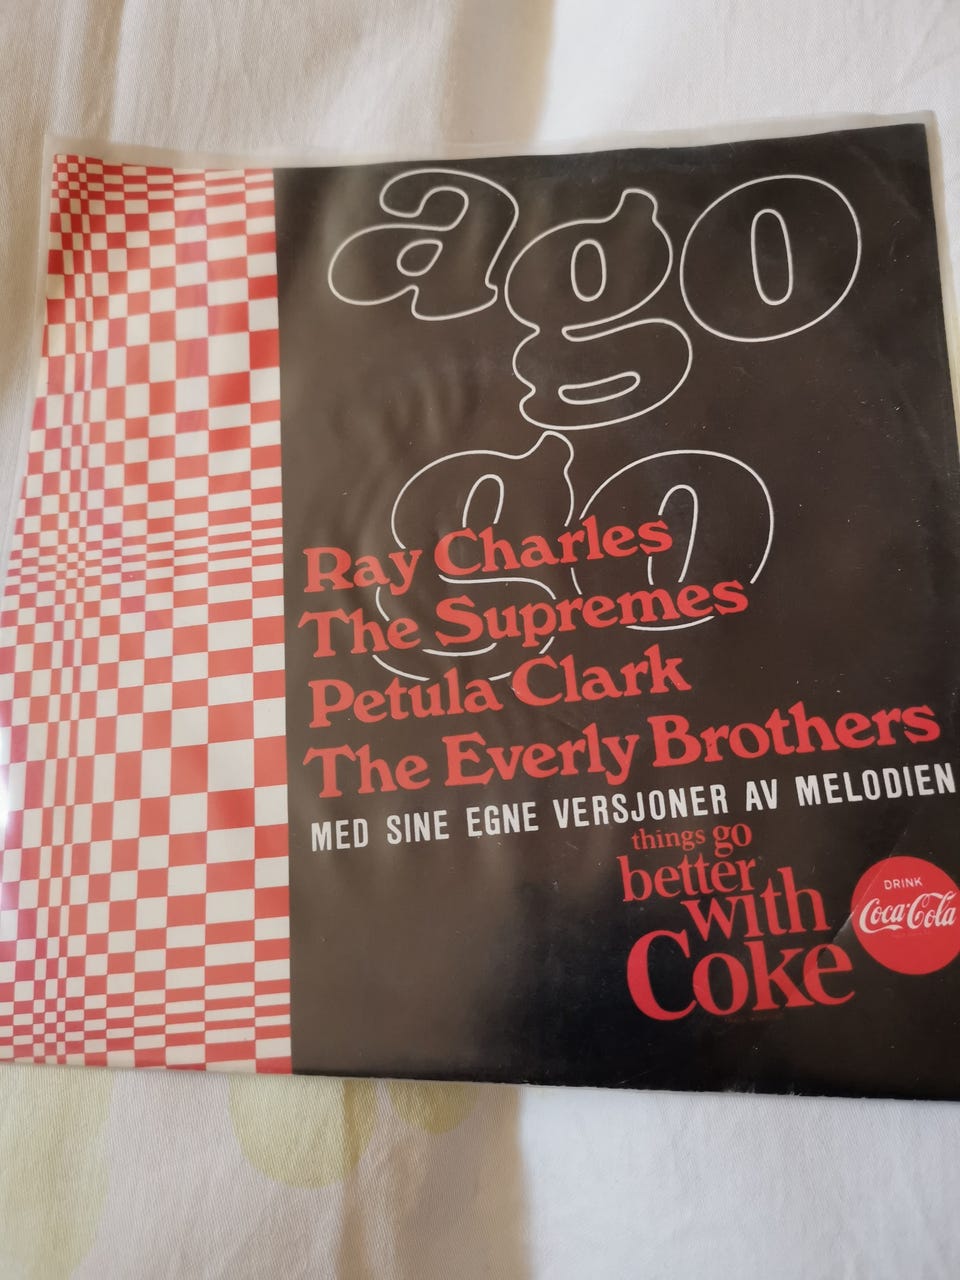 ago
go
Ray Charles
The Supremes
Petula Clark
The Everly Brothers
MED SINE EGNE VERSJONER AV MELODIEN
things go
better
with
Coke
DRINK
Coca-Cola